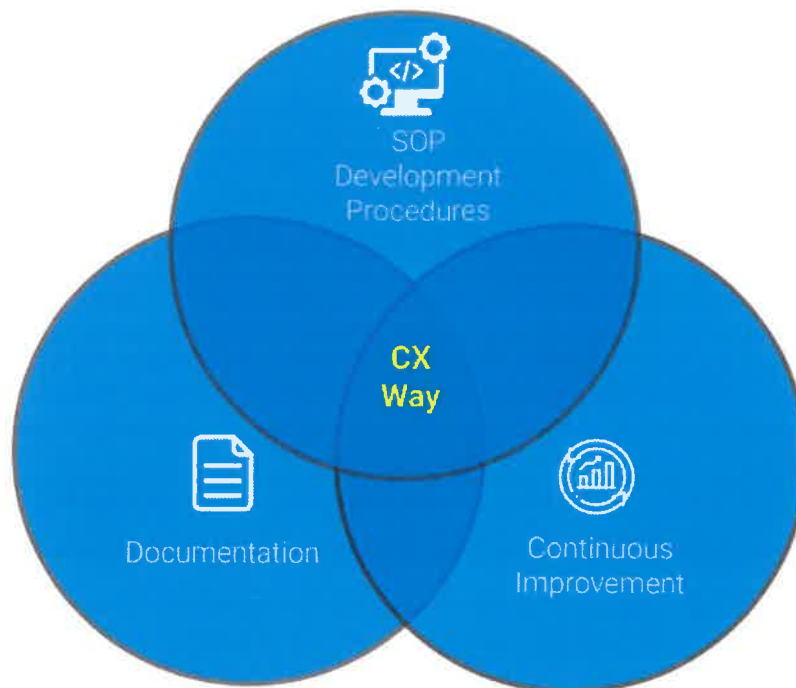 </>
SOP
Development
Procedures
CX
Way
Documentation
Continuous
Improvement